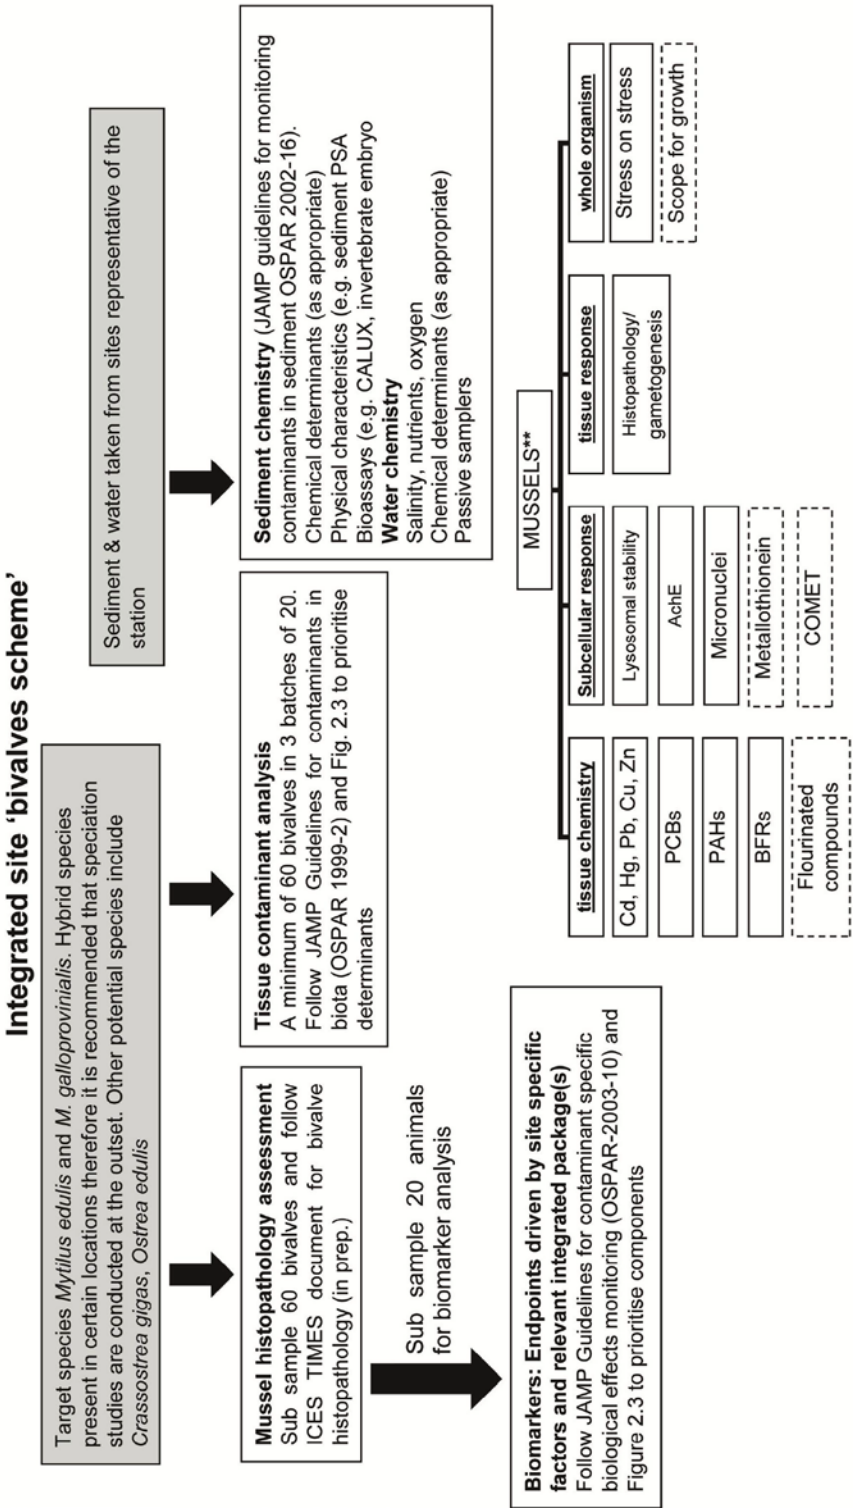 Integrated site ‘bivalves scheme’
Target species Mytilus edulis and M. galloprovinialis. Hybrid species
present in certain locations therefore it is recommended that speciation
studies are conducted at the outset. Other potential species include
Crassostrea gigas, Ostrea edulis
Sediment & water taken from sites representative of the
station
Mussel histopathology assessment
Sub sample 60 bivalves and follow
ICES TIMES document for bivalve
histopathology (in prep.)
Tissue contaminant analysis
A minimum of 60 bivalves in 3 batches of 20.
Follow JAMP Guidelines for contaminants in
biota (OSPAR 1999-2) and Fig. 2.3 to prioritise
determinants
Sediment chemistry (JAMP guidelines for monitoring
contaminants in sediment OSPAR 2002-16).
Chemical determinants (as appropriate)
Physical characteristics (e.g. sediment PSA
Bioassays (e.g. CALUX, invertebrate embryo
Water chemistry
Salinity, nutrients, oxygen
Chemical determinants (as appropriate)
Passive samplers
Sub sample 20 animals
for biomarker analysis
Biomarkers: Endpoints driven by site specific
factors and relevant integrated package(s)
Follow JAMP Guidelines for contaminant specific
biological effects monitoring (OSPAR-2003-10) and
Figure 2.3 to prioritise components
MUSSELS**
tissue chemistry
Cd, Hg, Pb, Cu, Zn
PCBs
PAHs
BFRs
Flourinated
compounds
Subcellular response
Lysosomal stability
AchE
Micronuclei
Metallothionein
COMET
tissue response
Histopathology/
gametogenesis
whole organism
Stress on stress
Scope for growth